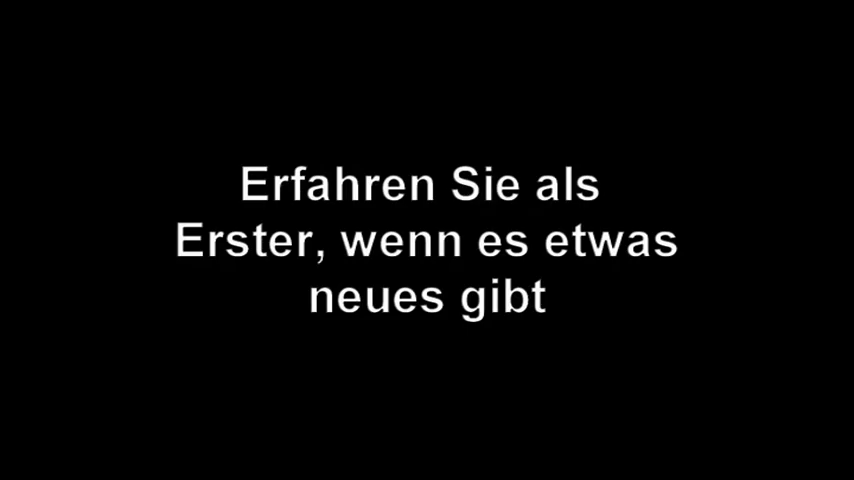 Erfahren Sie als
Erster, wenn es etwas
neues gibt